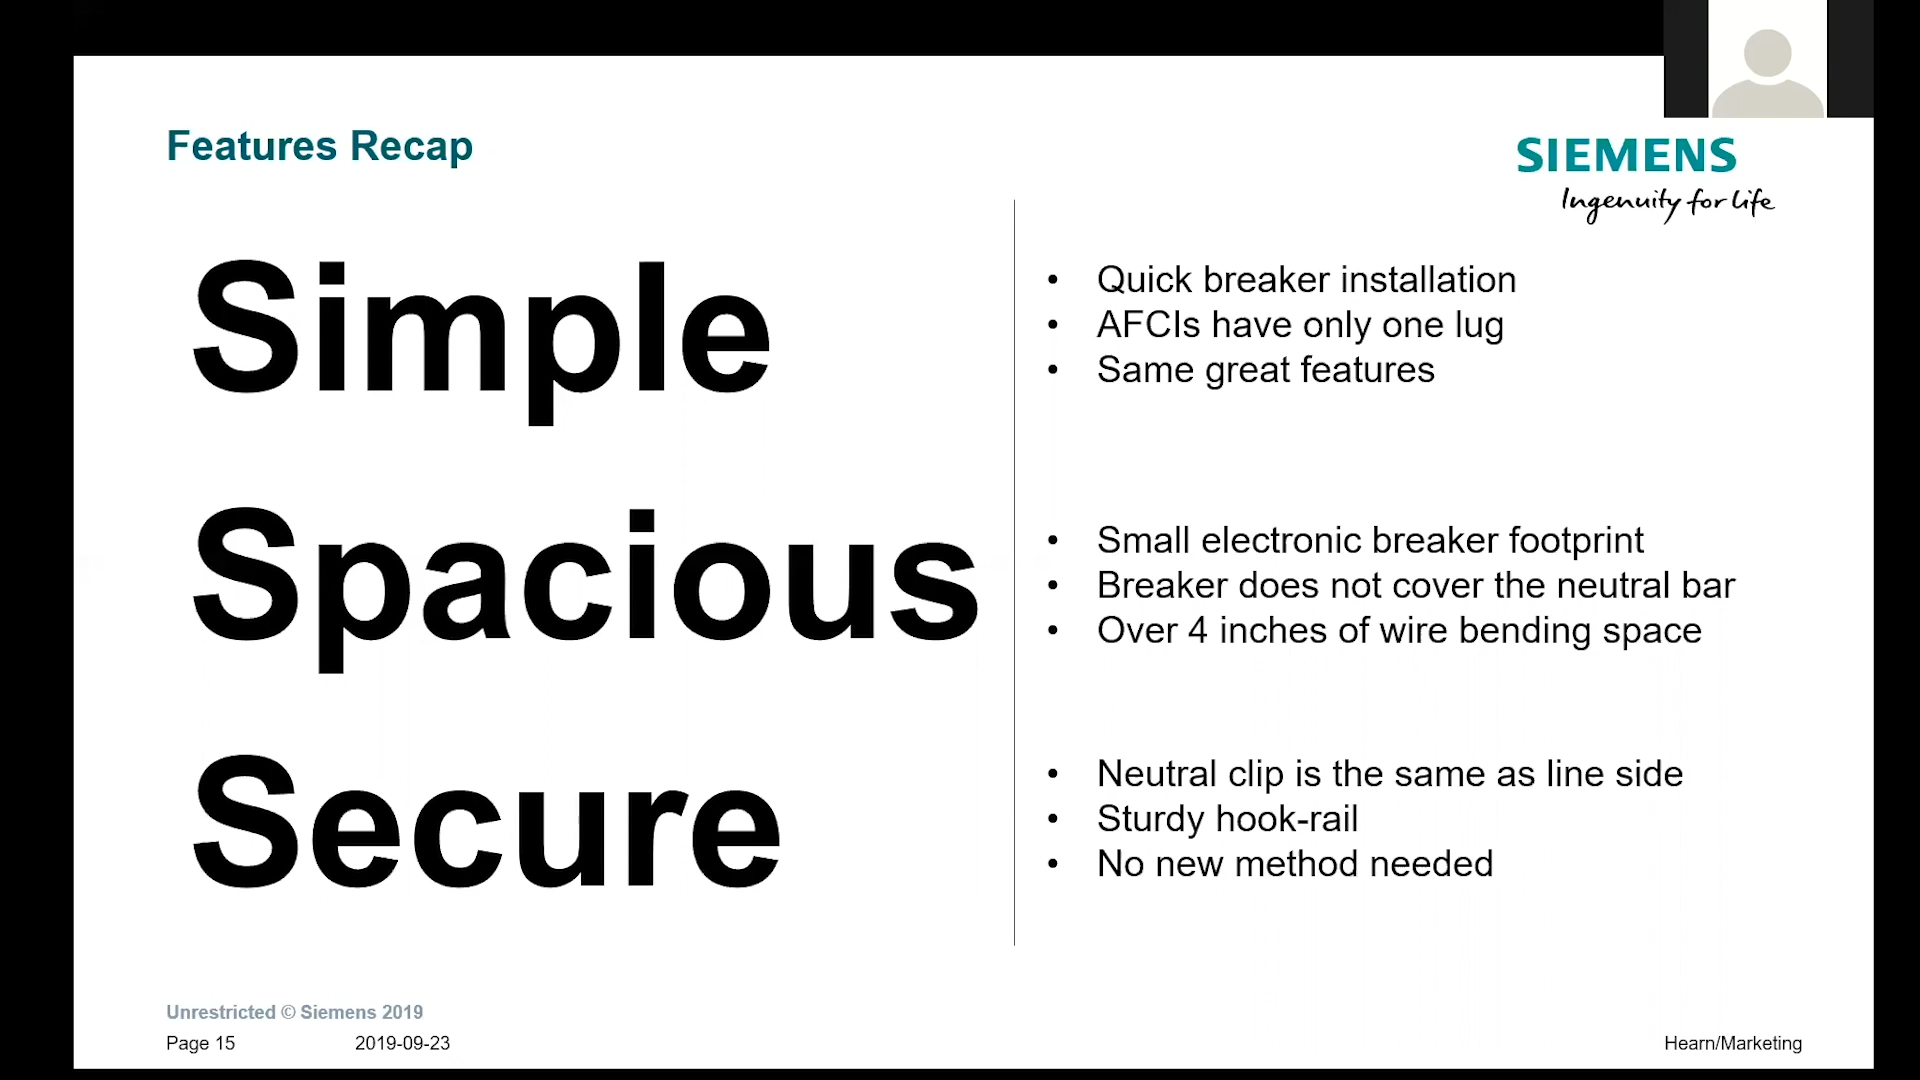 Features Recap
SIEMENS
Ingenuity for life
Simple
• Quick breaker installation
• AFCIs have only one lug
• Same great features
Spacious
• Small electronic breaker footprint
• Breaker does not cover the neutral bar
• Over 4 inches of wire bending space
Secure
• Neutral clip is the same as line side
• Sturdy hook-rail
• No new method needed
Unrestricted © Siemens 2019
Page 15 2019-09-23 Hearn/Marketing